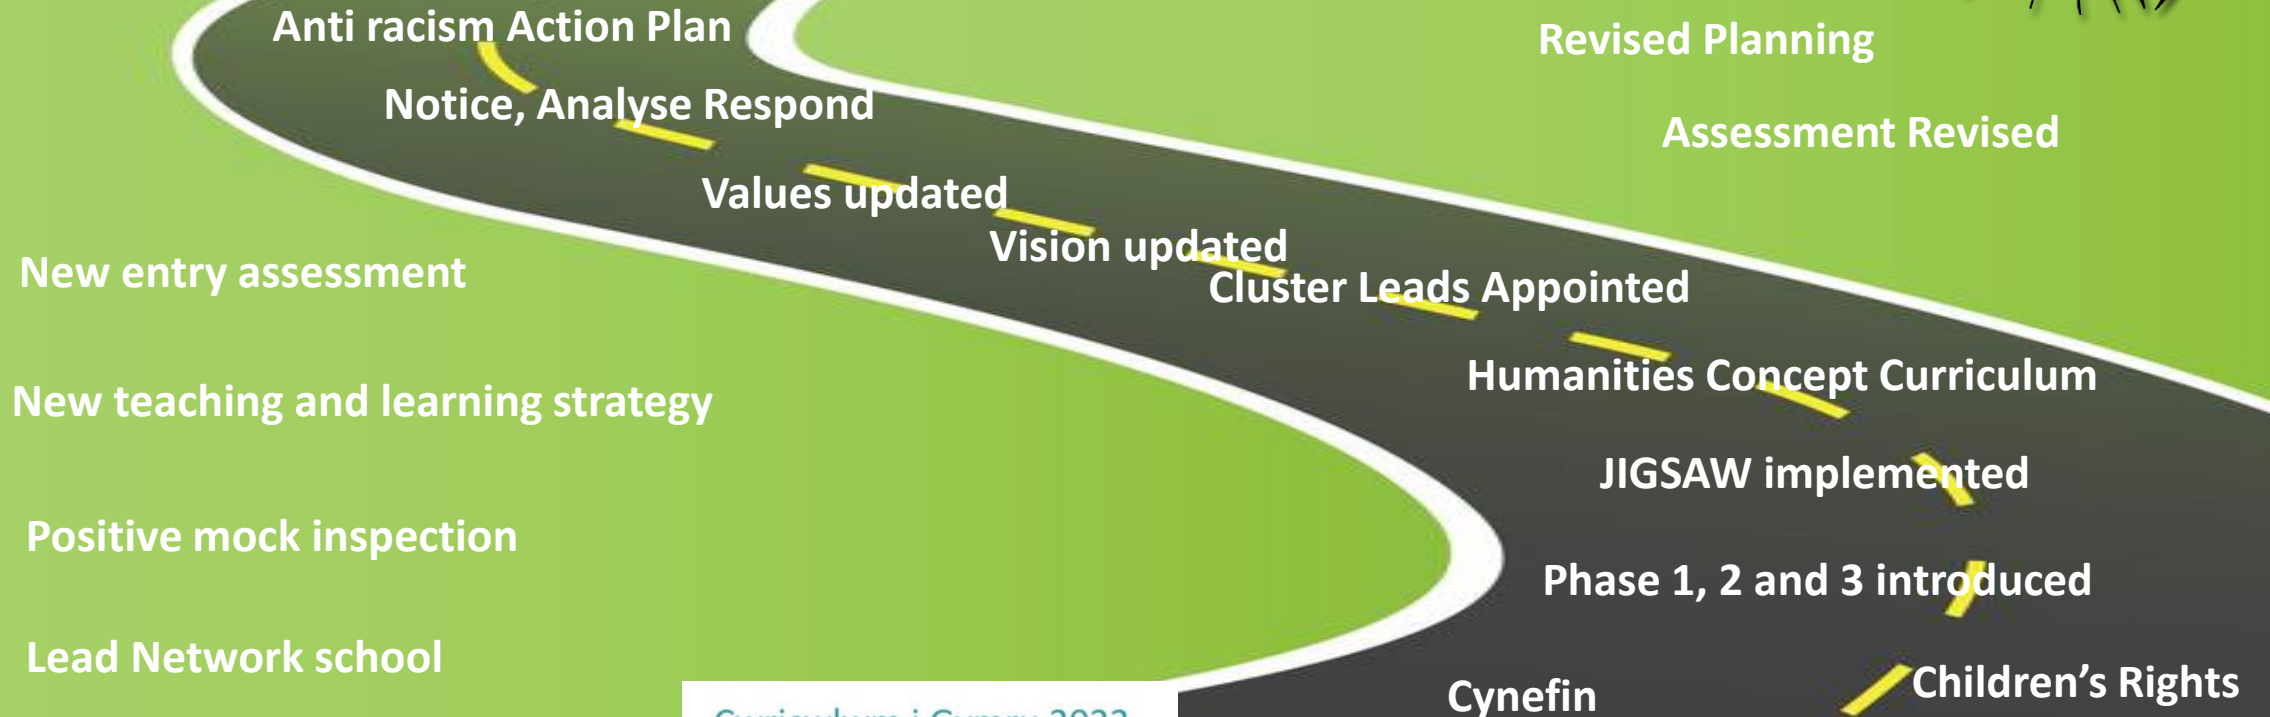 Anti racism Action Plan
Revised Planning
Notice, Analyse Respond
Assessment Revised
Values updated
Vision updated
New entry assessment
Cluster Leads Appointed
Humanities Concept Curriculum
New teaching and learning strategy
JIGSAW implemented
Positive mock inspection
Phase 1, 2 and 3 introduced
Lead Network school
Children’s Rights
Cynefin